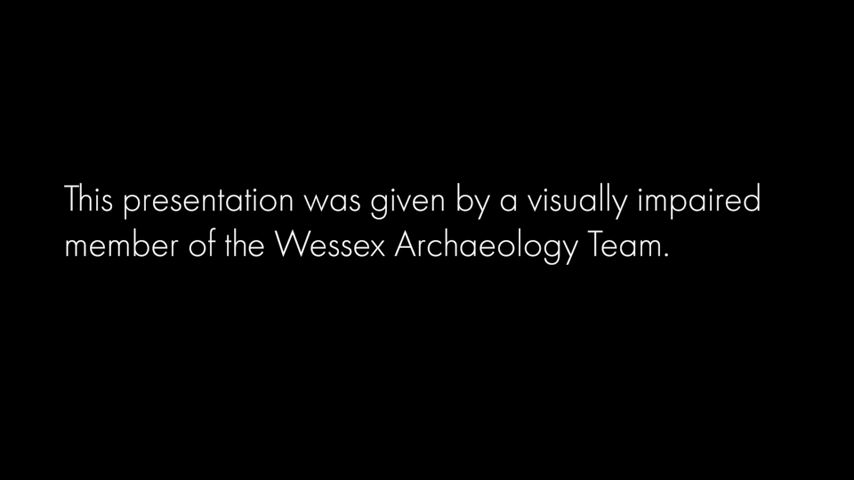 This presentation was given by a visually impaired
member of the Wessex Archaeology Team.